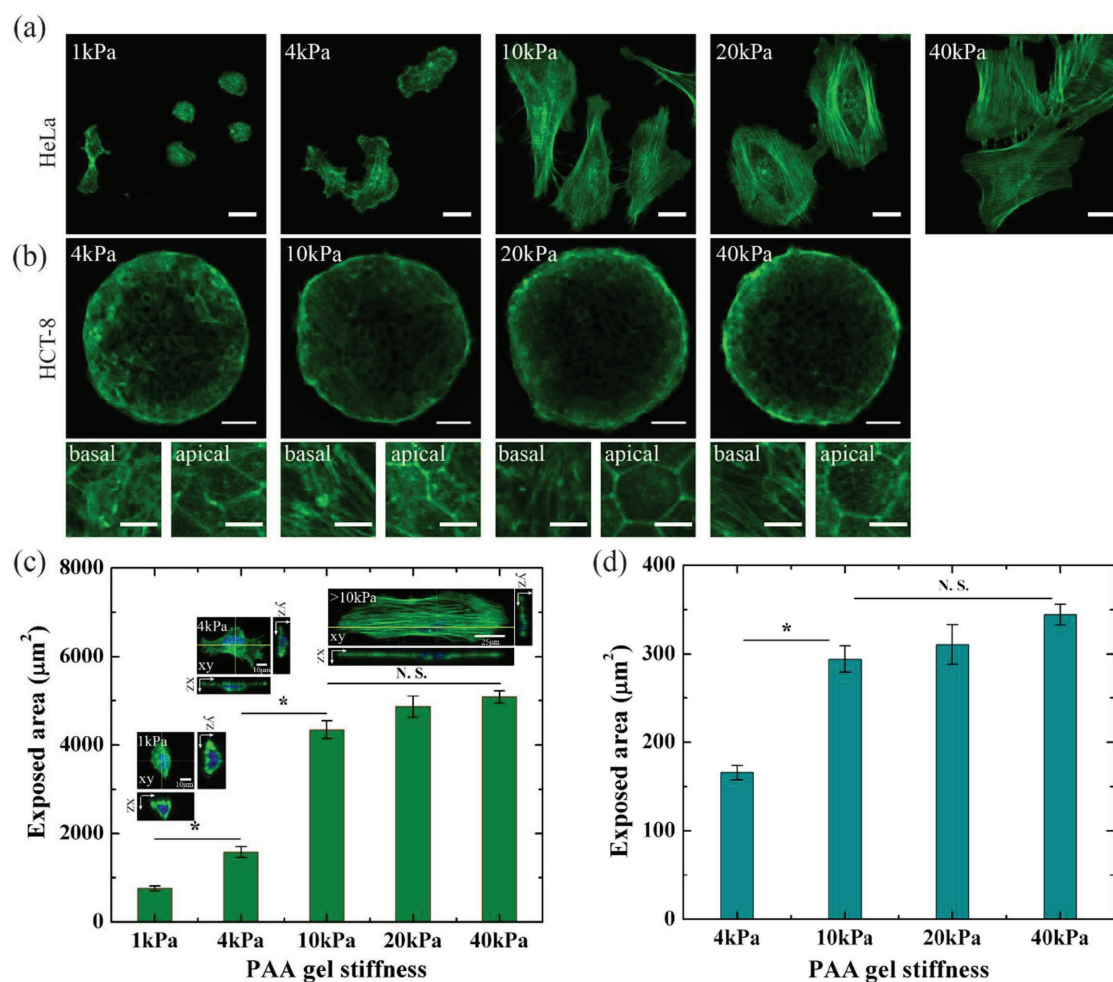 (a)
1kPa
4kPa
10kPa
20kPa
40kPa
HeLa
(b)
4kPa
10kPa
20kPa
40kPa
HCT-8
basal
apical
basal
apical
basal
apical
basal
apical
(c)
8000
6000
4000
2000
0
Exposed area (μm²)
1kPa
xy
10μm
yz
zx
*
4kPa
xy
10μm
yz
zx
*
>10kPa
xy
25μm
yz
zx
N. S.
1kPa
4kPa
10kPa
20kPa
40kPa
PAA gel stiffness
(d)
400
300
200
100
0
Exposed area (μm²)
*
N. S.
4kPa
10kPa
20kPa
40kPa
PAA gel stiffness